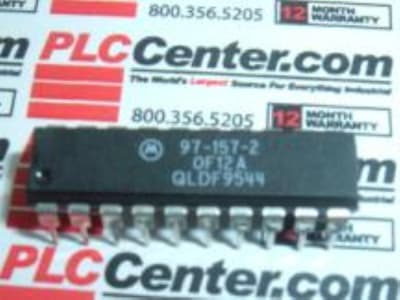 800.356.5205 12 MONTH WARRANTY
PLCCenter.com
The World's Largest Source For Everything Industrial
800.356.5205 12 MONTH WARRANTY
97-157-2
0F12A
QLDF9544
WARRANTY
PLCCenter.com